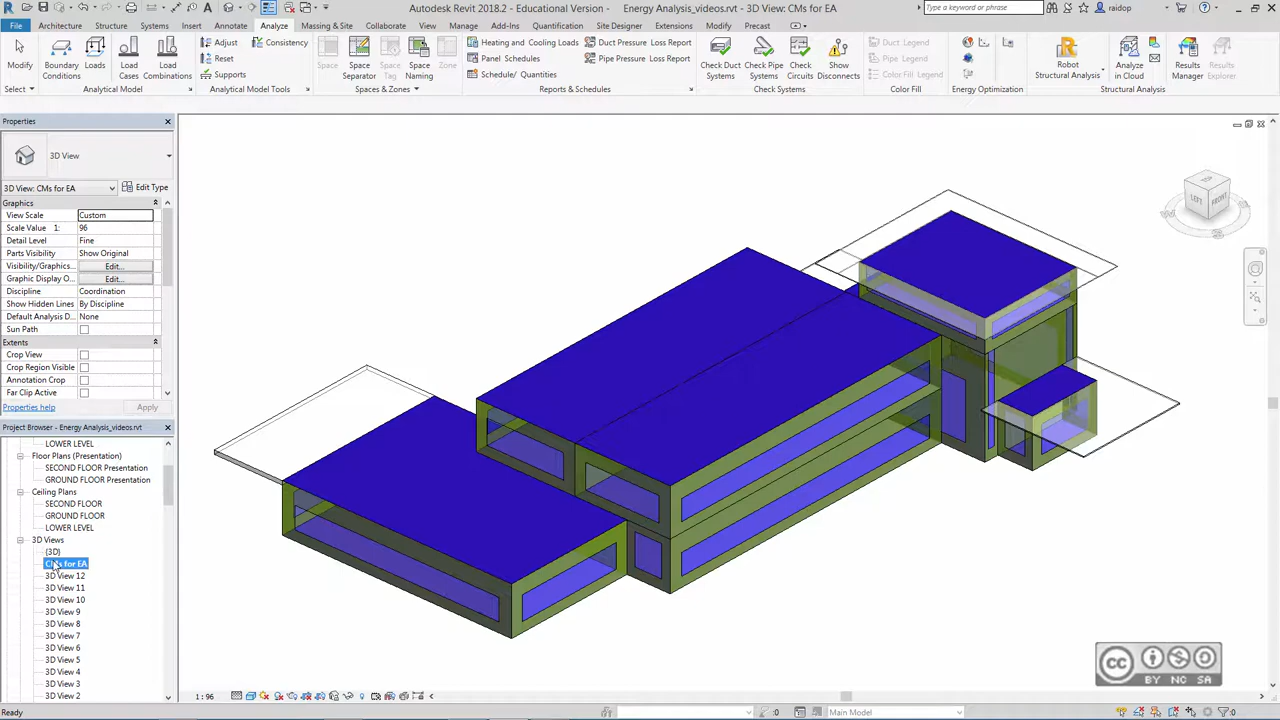 Autodesk Revit 2018.2 - Educational Version - Energy Analysis_videos.rvt - 3D View: CMs for EA
Type a keyword or phrase
raidop
File Architecture Structure Insert Annotate Analyze Massing & Site Collaborate View Manage Add-Ins Quantification Site Designer Extensions Modify Precast
Modify
Boundary Conditions
Loads
Load Cases
Load Combinations
Adjust
Reset
Supports
Consistency
Space
Space Separator
Space Tag
Space Naming
Zone
Heating and Cooling Loads
Panel Schedules
Schedule/ Quantities
Duct Pressure Loss Report
Pipe Pressure Loss Report
Check Duct Systems
Check Pipe Systems
Check Circuits
Show Disconnects
Duct Legend
Pipe Legend
Color Fill Legend
Robot Structural Analysis
Analyze in Cloud
Results Manager
Results Explorer
Select Analytical Model Analytical Model Tools Spaces & Zones Reports & Schedules Check Systems Color Fill Energy Optimization Structural Analysis
Properties
3D View
3D View: CMs for EA Edit Type
Graphics
View Scale Custom
Scale Value 1: 96
Detail Level Fine
Parts Visibility Show Original
Visibility/Graphics... Edit...
Graphic Display O... Edit...
Discipline Coordination
Show Hidden Lines By Discipline
Default Analysis D... None
Sun Path
Extents
Crop View
Crop Region Visible
Annotation Crop
Far Clip Active
Properties help Apply
Project Browser - Energy Analysis_videos.rvt
LOWER LEVEL
Floor Plans (Presentation)
SECOND FLOOR Presentation
GROUND FLOOR Presentation
Ceiling Plans
SECOND FLOOR
GROUND FLOOR
LOWER LEVEL
3D Views
{3D}
CMs for EA
3D View 12
3D View 11
3D View 10
3D View 9
3D View 8
3D View 7
3D View 6
3D View 5
3D View 4
3D View 3
3D View 2
TOP
LEFT FRONT
cc
BY NC SA
1 : 96
Ready :0 Main Model :0